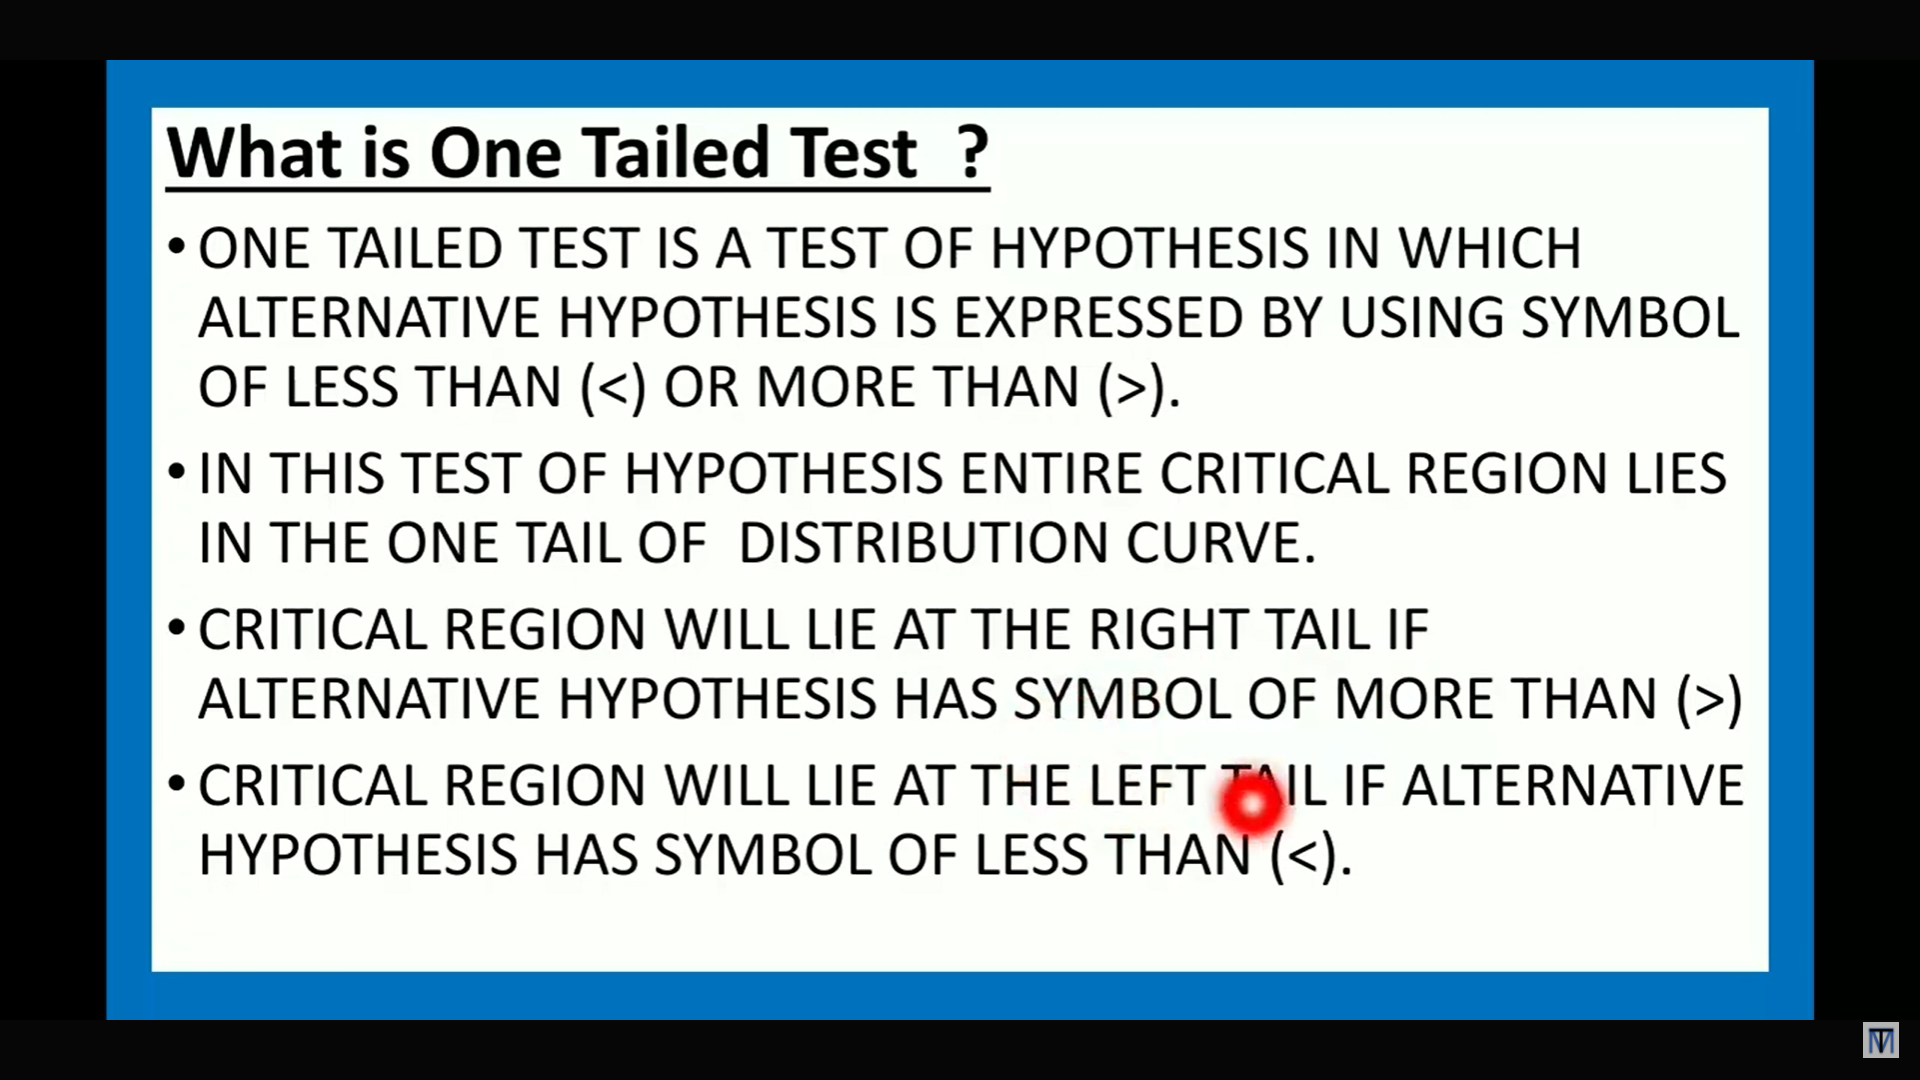 What is One Tailed Test  ?
• ONE TAILED TEST IS A TEST OF HYPOTHESIS IN WHICH
ALTERNATIVE HYPOTHESIS IS EXPRESSED BY USING SYMBOL
OF LESS THAN (<) OR MORE THAN (>).
• IN THIS TEST OF HYPOTHESIS ENTIRE CRITICAL REGION LIES
IN THE ONE TAIL OF  DISTRIBUTION CURVE.
• CRITICAL REGION WILL LIE AT THE RIGHT TAIL IF
ALTERNATIVE HYPOTHESIS HAS SYMBOL OF MORE THAN (>)
• CRITICAL REGION WILL LIE AT THE LEFT TAIL IF ALTERNATIVE
HYPOTHESIS HAS SYMBOL OF LESS THAN (<).
TM